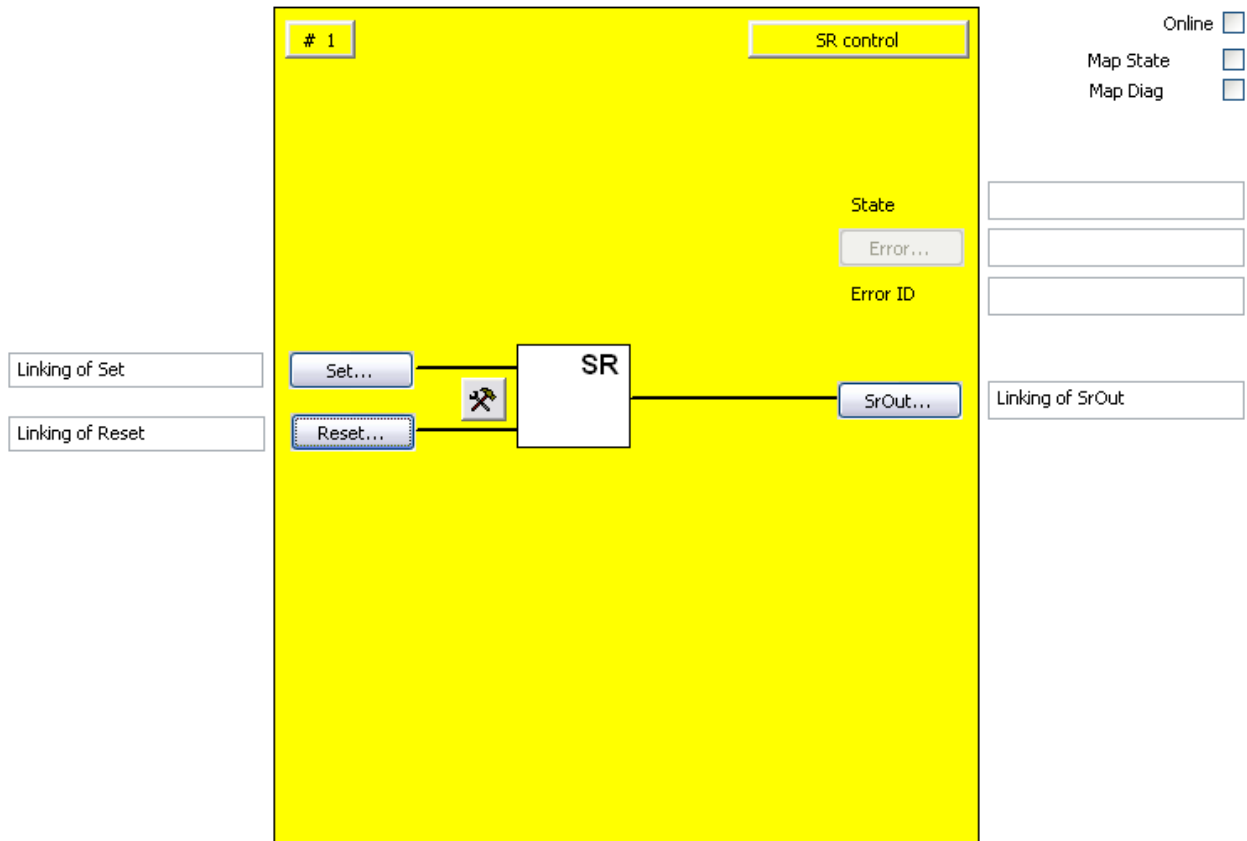 # 1
SR control
Online
Map State
Map Diag
State
Error...
Error ID
Linking of Set
Set...
SR
SrOut...
Linking of SrOut
Linking of Reset
Reset...